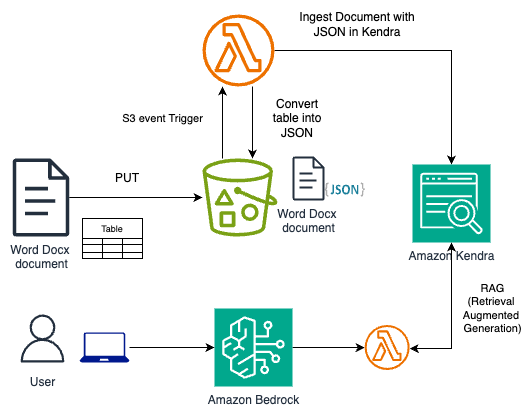 Ingest Document with
JSON in Kendra
S3 event Trigger
Convert
table into
JSON
PUT
{JSON}
Table
Word Docx
document
Word Docx
document
Amazon Kendra
RAG
(Retrieval
Augmented
Generation)
User
Amazon Bedrock